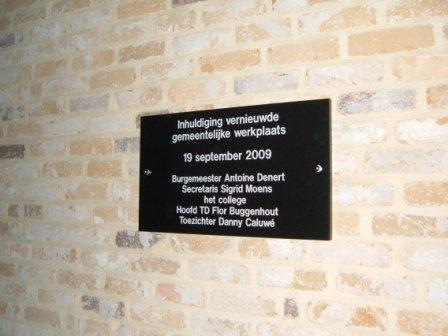 Inhuldiging vernieuwde
gemeentelijke werkplaats
19 september 2009
Burgemeester Antoine Denert
Secretaris Sigrid Moens
het college
Hoofd TD Flor Buggenhout
Toezichter Danny Caluwé